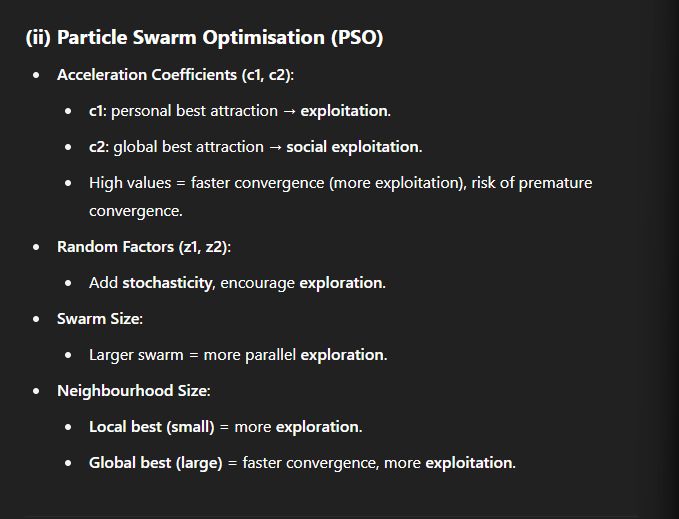 (ii) Particle Swarm Optimisation (PSO)
• Acceleration Coefficients (c1, c2):
• c1: personal best attraction → exploitation.
• c2: global best attraction → social exploitation.
• High values = faster convergence (more exploitation), risk of premature
convergence.
• Random Factors (z1, z2):
• Add stochasticity, encourage exploration.
• Swarm Size:
• Larger swarm = more parallel exploration.
• Neighbourhood Size:
• Local best (small) = more exploration.
• Global best (large) = faster convergence, more exploitation.